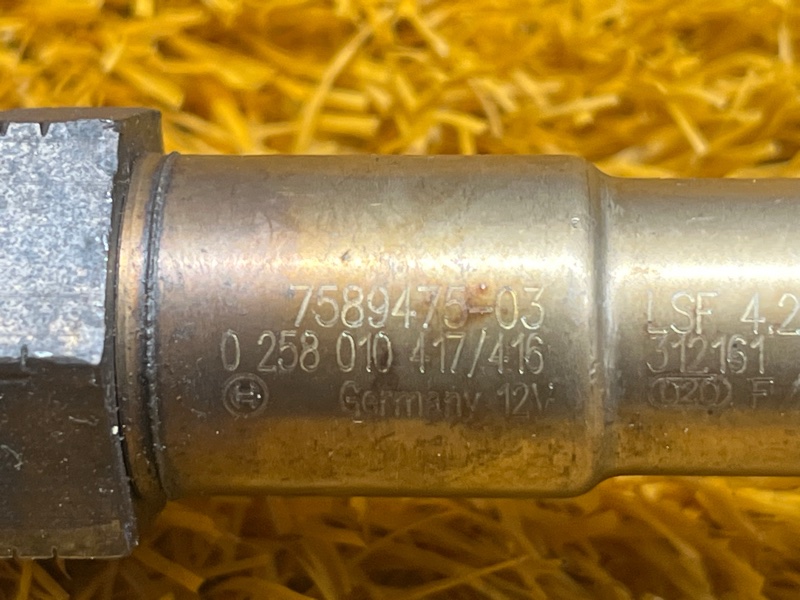 7589475-03
0 258 010 417/416
Germany 12V
LSF 4.2
312161
F